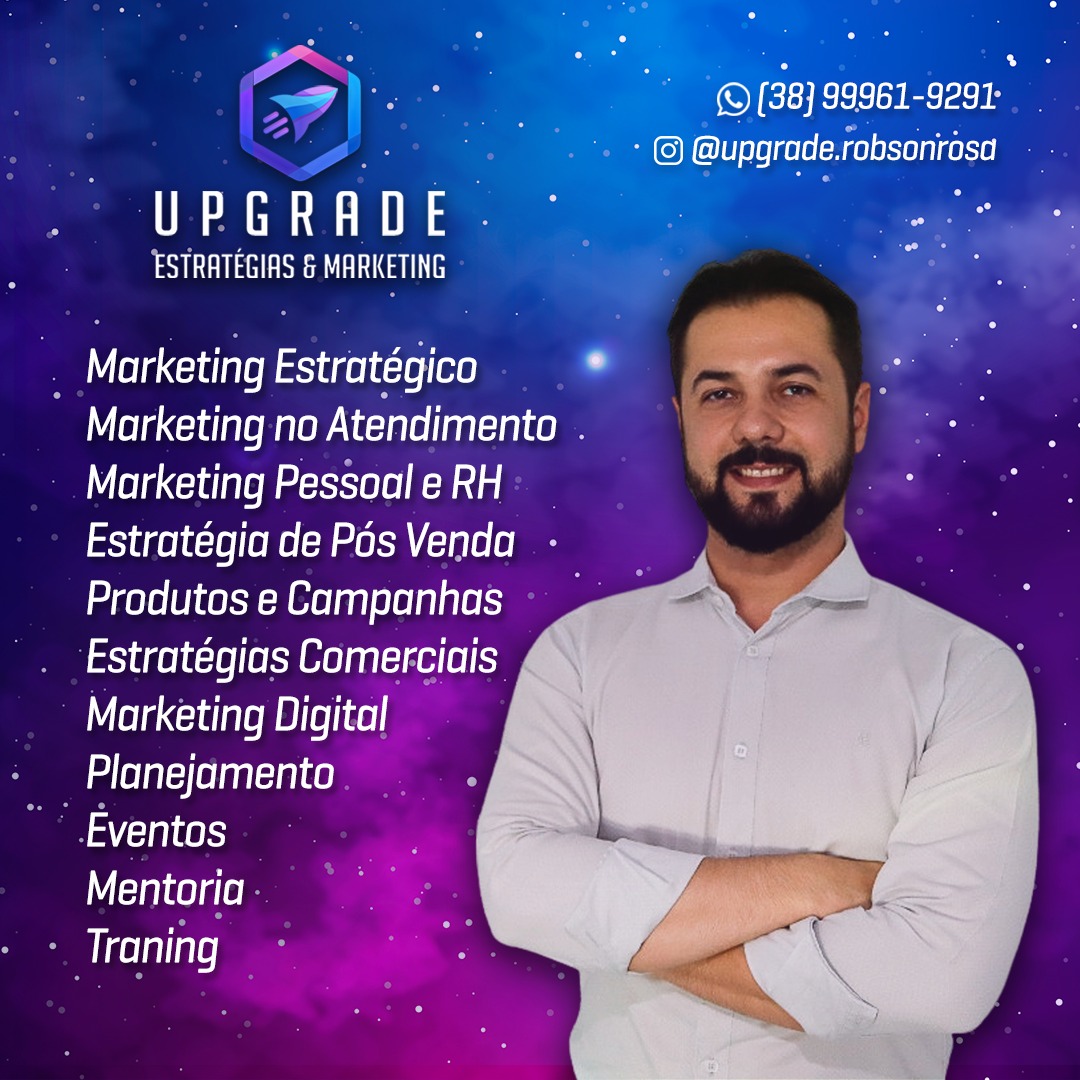 UPGRADE
ESTRATÉGIAS & MARKETING
(38) 99961-9291
@upgrade.robsonrosa
Marketing Estratégico
Marketing no Atendimento
Marketing Pessoal e RH
Estratégia de Pós Venda
Produtos e Campanhas
Estratégias Comerciais
Marketing Digital
Planejamento
Eventos
Mentoria
Traning